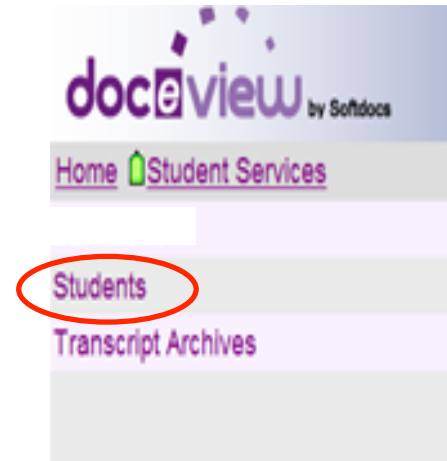 doceview by Softdocs
Home Student Services
Students
Transcript Archives